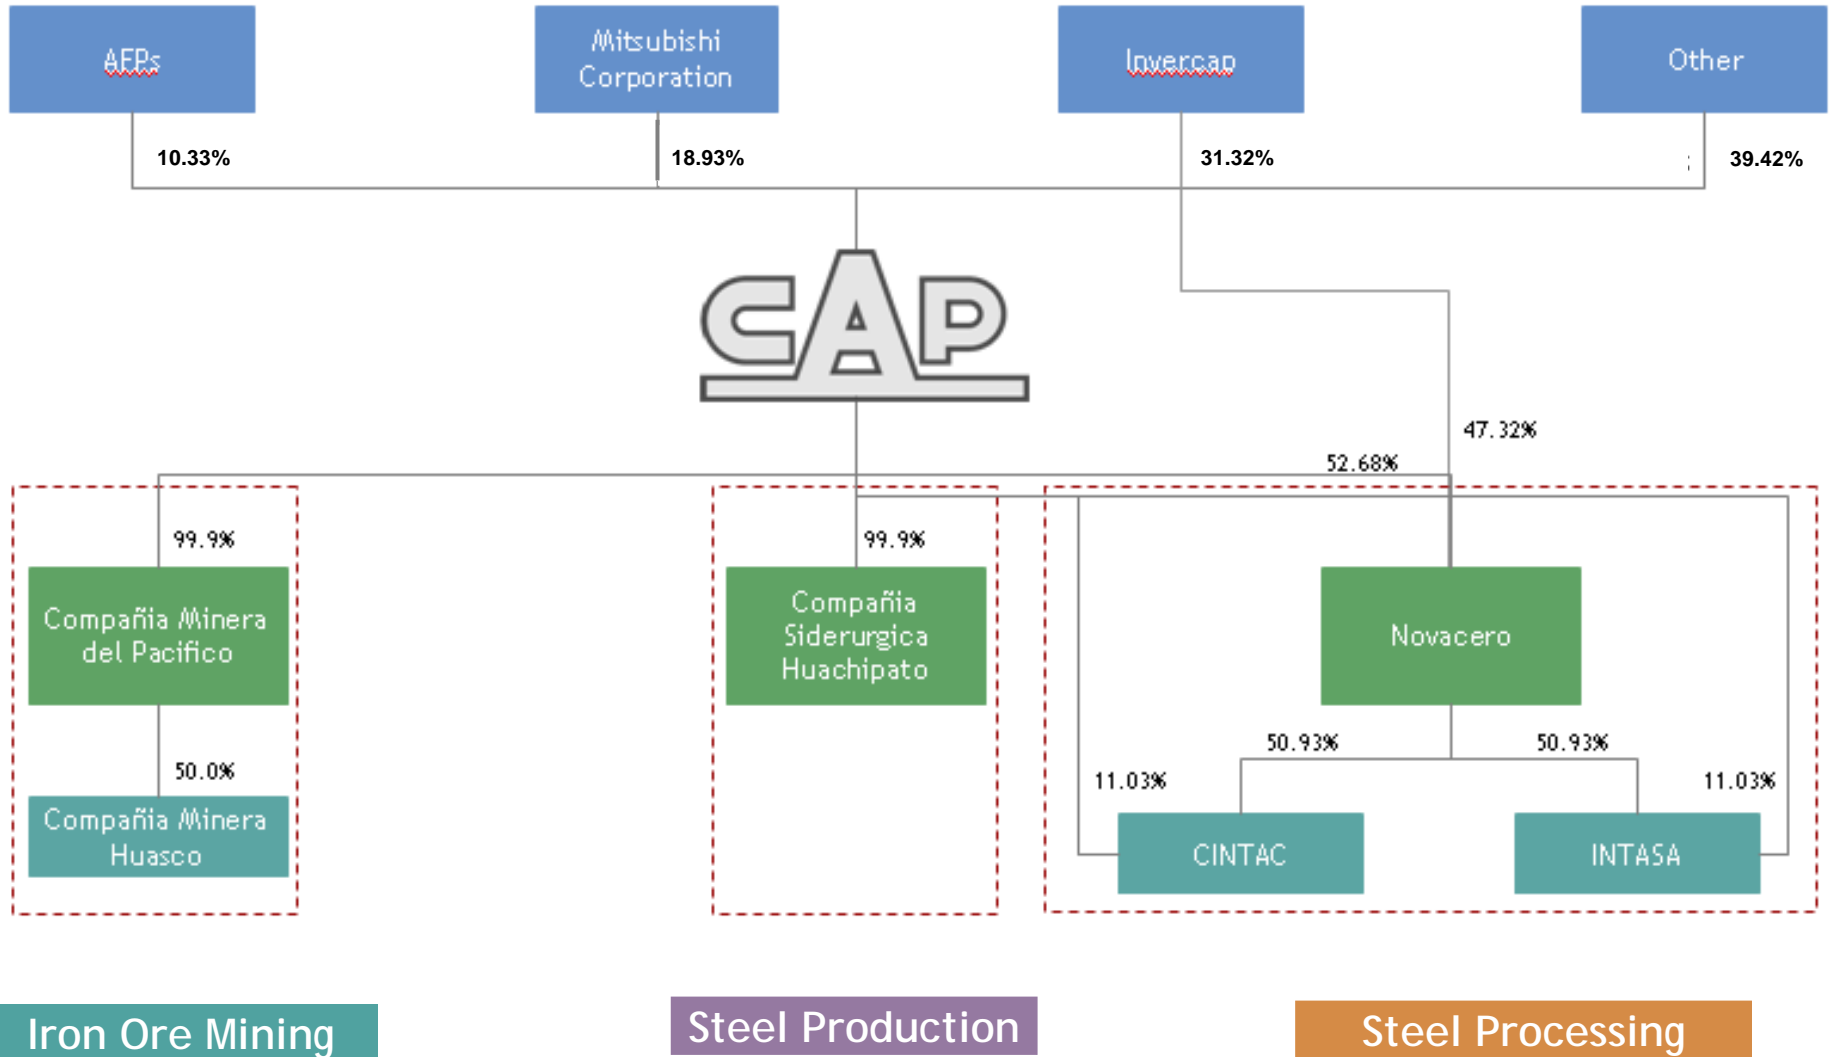 AFPs
Mitsubishi
Corporation
Invercap
Other
10.33%
18.93%
31.32%
39.42%
CAP
47.32%
52.68%
99.9%
99.9%
Compañia Minera
del Pacifico
Compañia
Siderurgica
Huachipato
Novacero
50.93%
50.93%
50.0%
11.03%
11.03%
Compañia Minera
Huasco
CINTAC
INTASA
Iron Ore Mining
Steel Production
Steel Processing